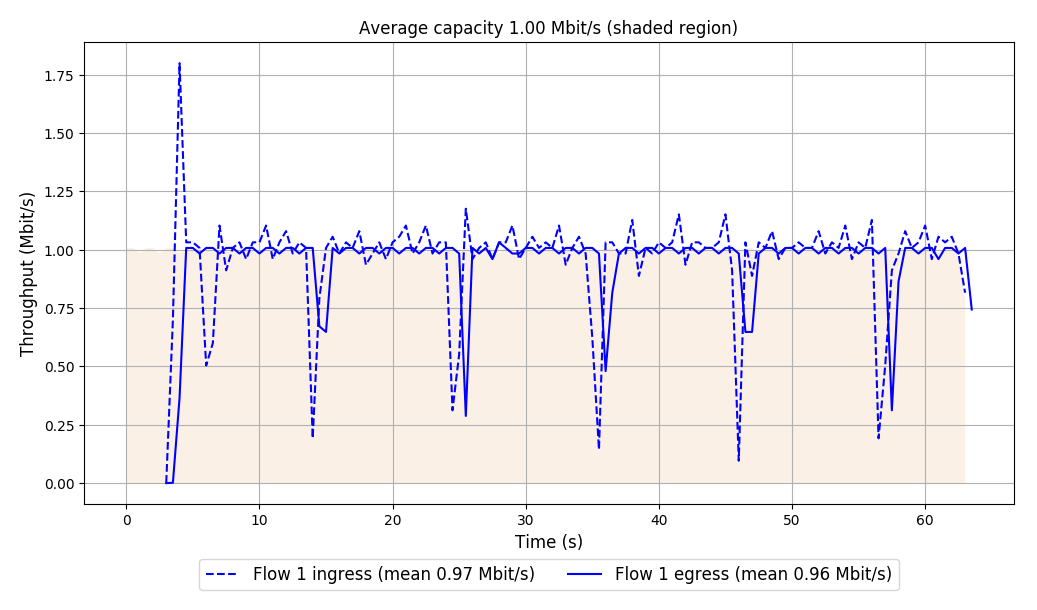 Average capacity 1.00 Mbit/s (shaded region)
Throughput (Mbit/s)
1.75
1.50
1.25
1.00
0.75
0.50
0.25
0.00
0 10 20 30 40 50 60
Time (s)
Flow 1 ingress (mean 0.97 Mbit/s) Flow 1 egress (mean 0.96 Mbit/s)